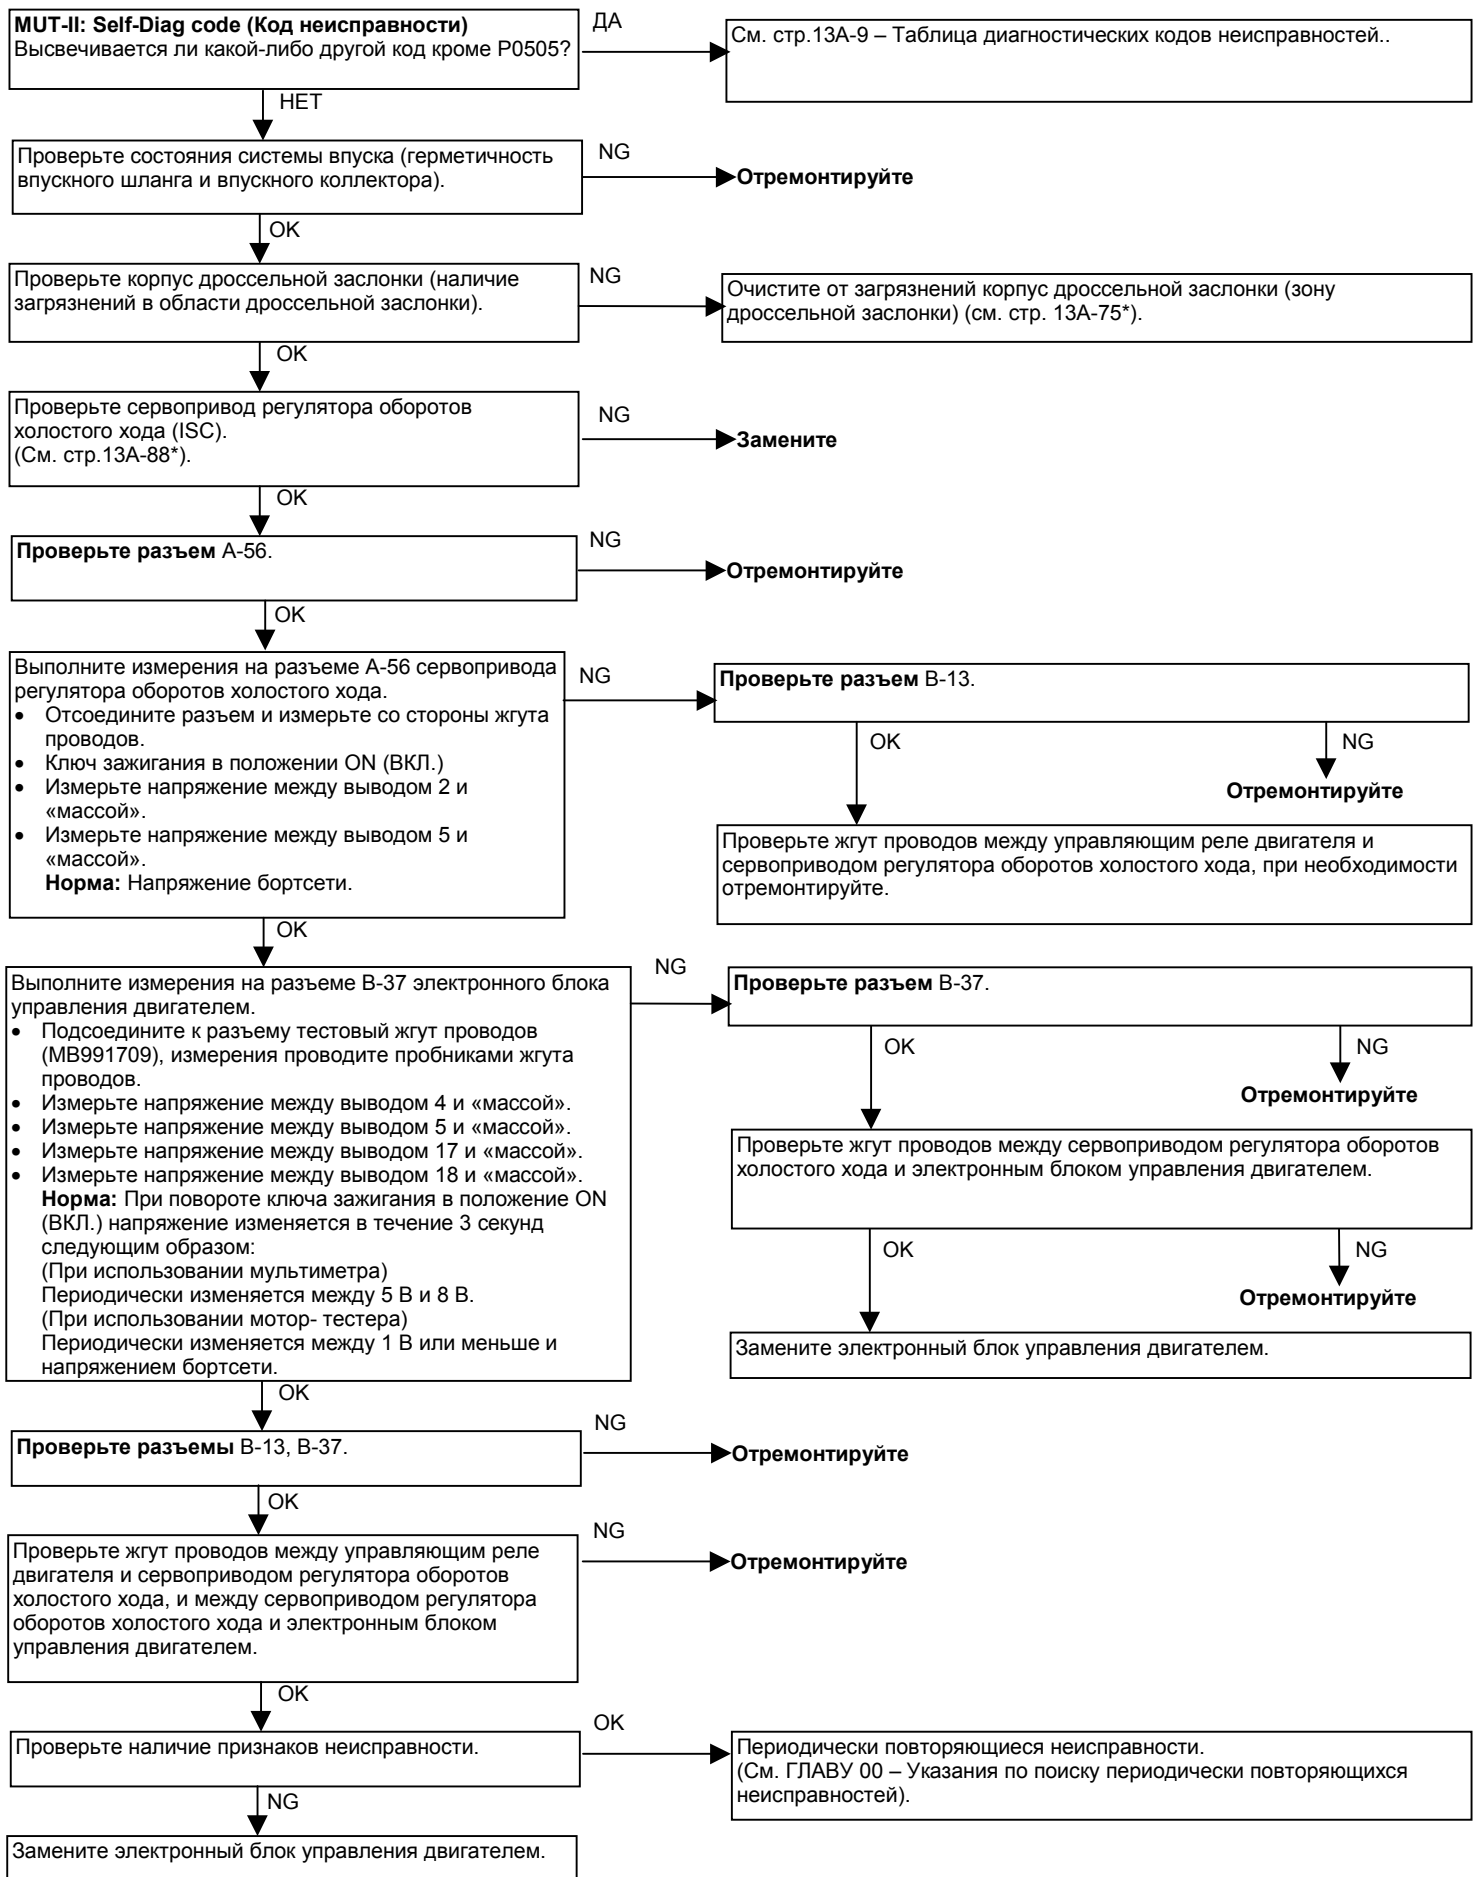 MUT-II: Self-Diag code (Код неисправности)
Высвечивается ли какой-либо другой код кроме P0505?
ДА
См. стр.13А-9 – Таблица диагностических кодов неисправностей..
НЕТ
Проверьте состояния системы впуска (герметичность
впускного шланга и впускного коллектора).
NG
Отремонтируйте
OK
Проверьте корпус дроссельной заслонки (наличие
загрязнений в области дроссельной заслонки).
NG
Очистите от загрязнений корпус дроссельной заслонки (зону
дроссельной заслонки) (см. стр. 13А-75*).
OK
Проверьте сервопривод регулятора оборотов
холостого хода (ISC).
(См. стр.13А-88*).
NG
Замените
OK
Проверьте разъем А-56.
NG
Отремонтируйте
OK
Выполните измерения на разъеме А-56 сервопривода
регулятора оборотов холостого хода.
• Отсоедините разъем и измерьте со стороны жгута
проводов.
• Ключ зажигания в положении ON (ВКЛ.)
• Измерьте напряжение между выводом 2 и
«массой».
• Измерьте напряжение между выводом 5 и
«массой».
Норма: Напряжение бортсети.
NG
Проверьте разъем В-13.
OK
NG
Отремонтируйте
Проверьте жгут проводов между управляющим реле двигателя и
сервоприводом регулятора оборотов холостого хода, при необходимости
отремонтируйте.
OK
Выполните измерения на разъеме В-37 электронного блока
управления двигателем.
• Подсоедините к разъему тестовый жгут проводов
(MB991709), измерения проводите пробниками жгута
проводов.
• Измерьте напряжение между выводом 4 и «массой».
• Измерьте напряжение между выводом 5 и «массой».
• Измерьте напряжение между выводом 17 и «массой».
• Измерьте напряжение между выводом 18 и «массой».
Норма: При повороте ключа зажигания в положение ON
(ВКЛ.) напряжение изменяется в течение 3 секунд
следующим образом:
(При использовании мультиметра)
Периодически изменяется между 5 В и 8 В.
(При использовании мотор- тестера)
Периодически изменяется между 1 В или меньше и
напряжением бортсети.
NG
Проверьте разъем В-37.
OK
NG
Отремонтируйте
Проверьте жгут проводов между сервоприводом регулятора оборотов
холостого хода и электронным блоком управления двигателем.
OK
NG
Отремонтируйте
Замените электронный блок управления двигателем.
OK
Проверьте разъемы В-13, В-37.
NG
Отремонтируйте
OK
Проверьте жгут проводов между управляющим реле
двигателя и сервоприводом регулятора оборотов
холостого хода, и между сервоприводом регулятора
оборотов холостого хода и электронным блоком
управления двигателем.
NG
Отремонтируйте
OK
Проверьте наличие признаков неисправности.
OK
Периодически повторяющиеся неисправности.
(См. ГЛАВУ 00 – Указания по поиску периодически повторяющихся
неисправностей).
NG
Замените электронный блок управления двигателем.